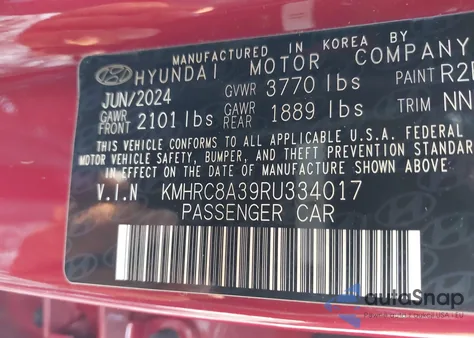 MANUFACTURED IN KOREA BY
HYUNDAI MOTOR COMPANY
JUN/2024 GVWR 3770 lbs PAINT
GAWR FRONT 2101 lbs GAWR REAR 1889 lbs TRIM NN
THIS VEHICLE CONFORMS TO ALL APPLICABLE U.S.A. FEDERAL
MOTOR VEHICLE SAFETY, BUMPER, AND THEFT PREVENTION STANDARDS
IN EFFECT ON THE DATE OF MANUFACTURE SHOWN ABOVE.
V.I.N KMHRC8A39RU334017
PASSENGER CAR
autoSnap